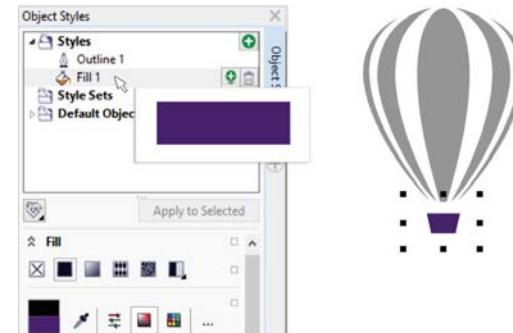 Object Styles
Styles
Outline 1
Fill 1
Style Sets
Default Objec
Object S
Apply to Selected
Fill